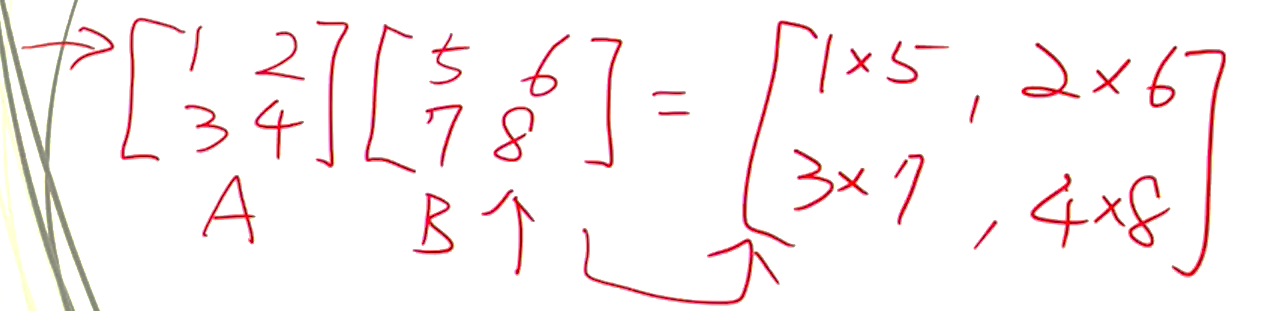 → [1 2] [5 6] = [1×5 , 2×6]
[3 4] [7 8] [3×7 , 4×8]
A B ↑